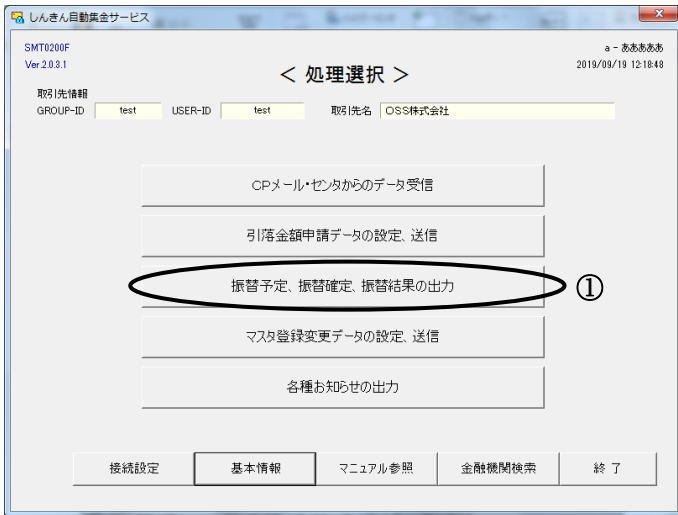 しんきん自動集金サービス
SMT0200F
a - あああああ
Ver.2.0.3.1
2019/09/19 12:18:48
＜ 処理選択 ＞
取引先情報
GROUP-ID test USER-ID test 取引先名 OSS株式会社
CPメール・センタからのデータ受信
引落金額申請データの設定、送信
振替予定、振替確定、振替結果の出力 ①
マスタ登録変更データの設定、送信
各種お知らせの出力
接続設定 基本情報 マニュアル参照 金融機関検索 終 了